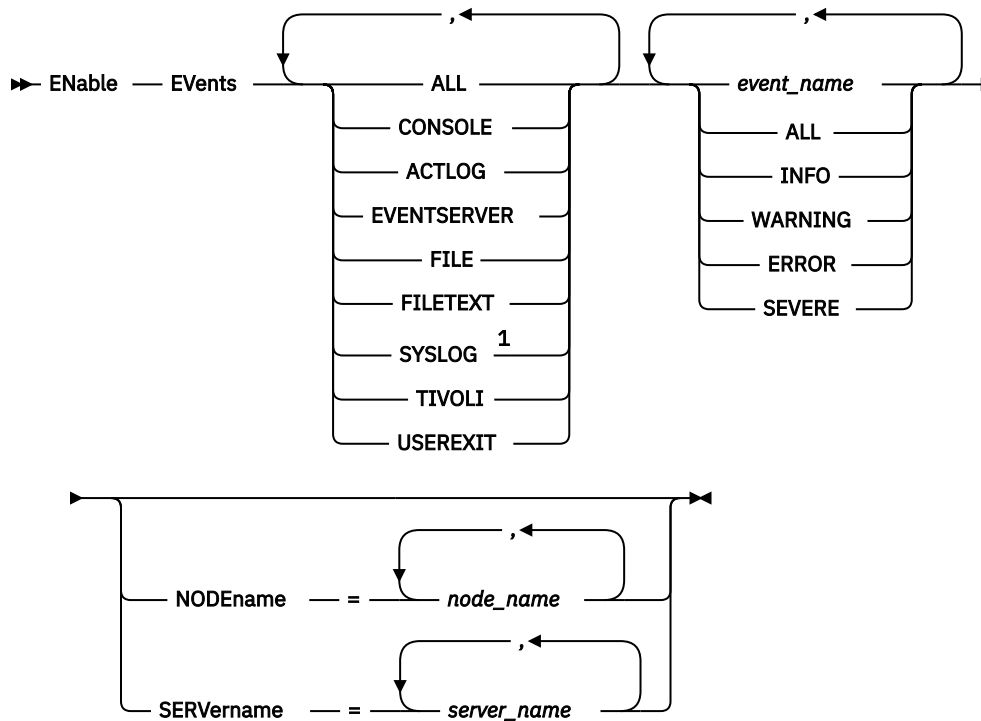 , ,
ENable EVents ALL event_name
CONSOLE ALL
ACTLOG INFO
EVENTSERVER WARNING
FILE ERROR
FILETEXT SEVERE
SYSLOG 1
TIVOLI
USEREXIT
,
NODEname = node_name
,
SERVername = server_name